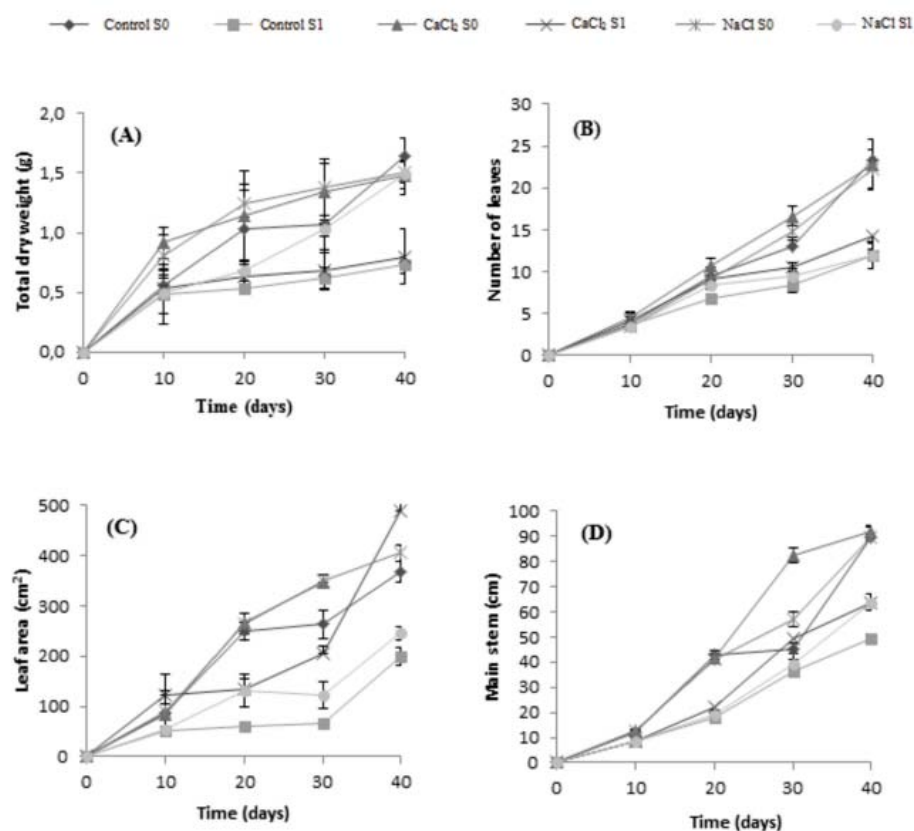 Control S0 Control S1 CaCl₂ S0 CaCl₂ S1 NaCl S0 NaCl S1
(A)
Total dry weight (g)
2,0
1,5
1,0
0,5
0,0
0 10 20 30 40
Time (days)
(B)
Number of leaves
30
25
20
15
10
5
0
0 10 20 30 40
Time (days)
(C)
Leaf area (cm²)
500
400
300
200
100
0
0 10 20 30 40
Time (days)
(D)
Main stem (cm)
100
90
80
70
60
50
40
30
20
10
0
0 10 20 30 40
Time (days)